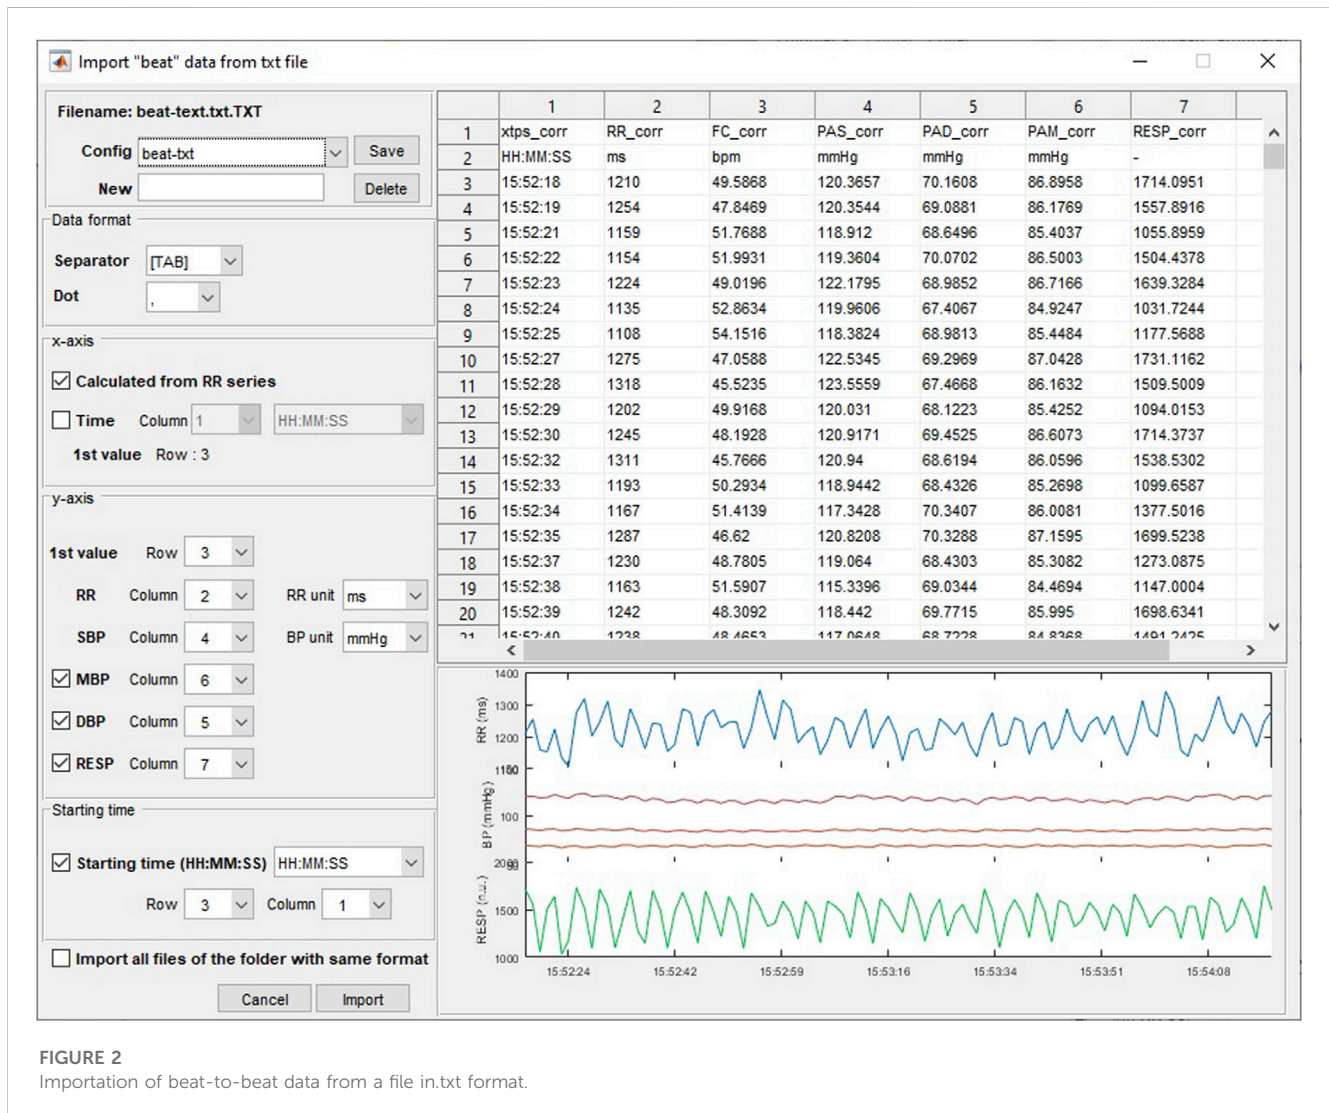 Import "beat" data from txt file
Filename: beat-text.txt.TXT
Config beat-txt Save
New Delete
Data format
Separator [TAB]
Dot ,
x-axis
Calculated from RR series
Time Column 1 HH:MM:SS
1st value Row : 3
y-axis
1st value Row 3
RR Column 2 RR unit ms
SBP Column 4 BP unit mmHg
MBP Column 6
DBP Column 5
RESP Column 7
Starting time
Starting time (HH:MM:SS) HH:MM:SS
Row 3 Column 1
Import all files of the folder with same format
Cancel Import
1 2 3 4 5 6 7
1 xtps_corr RR_corr FC_corr PAS_corr PAD_corr PAM_corr RESP_corr
2 HH:MM:SS ms bpm mmHg mmHg mmHg -
3 15:52:18 1210 49.5868 120.3657 70.1608 86.8958 1714.0951
4 15:52:19 1254 47.8469 120.3544 69.0881 86.1769 1557.8916
5 15:52:21 1159 51.7688 118.912 68.6496 85.4037 1055.8959
6 15:52:22 1154 51.9931 119.3604 70.0702 86.5003 1504.4378
7 15:52:23 1224 49.0196 122.1795 68.9852 86.7166 1639.3284
8 15:52:24 1135 52.8634 119.9606 67.4067 84.9247 1031.7244
9 15:52:25 1108 54.1516 118.3824 68.9813 85.4484 1177.5688
10 15:52:27 1275 47.0588 122.5345 69.2969 87.0428 1731.1162
11 15:52:28 1318 45.5235 123.5559 67.4668 86.1632 1509.5009
12 15:52:29 1202 49.9168 120.031 68.1223 85.4252 1094.0153
13 15:52:30 1245 48.1928 120.9171 69.4525 86.6073 1714.3737
14 15:52:32 1311 45.7666 120.94 68.6194 86.0596 1538.5302
15 15:52:33 1193 50.2934 118.9442 68.4326 85.2698 1099.6587
16 15:52:34 1167 51.4139 117.3428 70.3407 86.0081 1377.5016
17 15:52:35 1287 46.62 120.8208 70.3288 87.1595 1699.5238
18 15:52:37 1230 48.7805 119.064 68.4303 85.3082 1273.0875
19 15:52:38 1163 51.5907 115.3396 69.0344 84.4694 1147.0004
20 15:52:39 1242 48.3092 118.442 69.7715 85.995 1698.6341
21 15:52:40 1238 48.4653 117.0648 68.7228 84.8368 1491.2425
RR (ms)
1400
1300
1200
BP (mmHg)
100
RESP (n.u.)
1500
1000
15:52:24 15:52:42 15:52:59 15:53:16 15:53:34 15:53:51 15:54:08
FIGURE 2
Importation of beat-to-beat data from a file in.txt format.